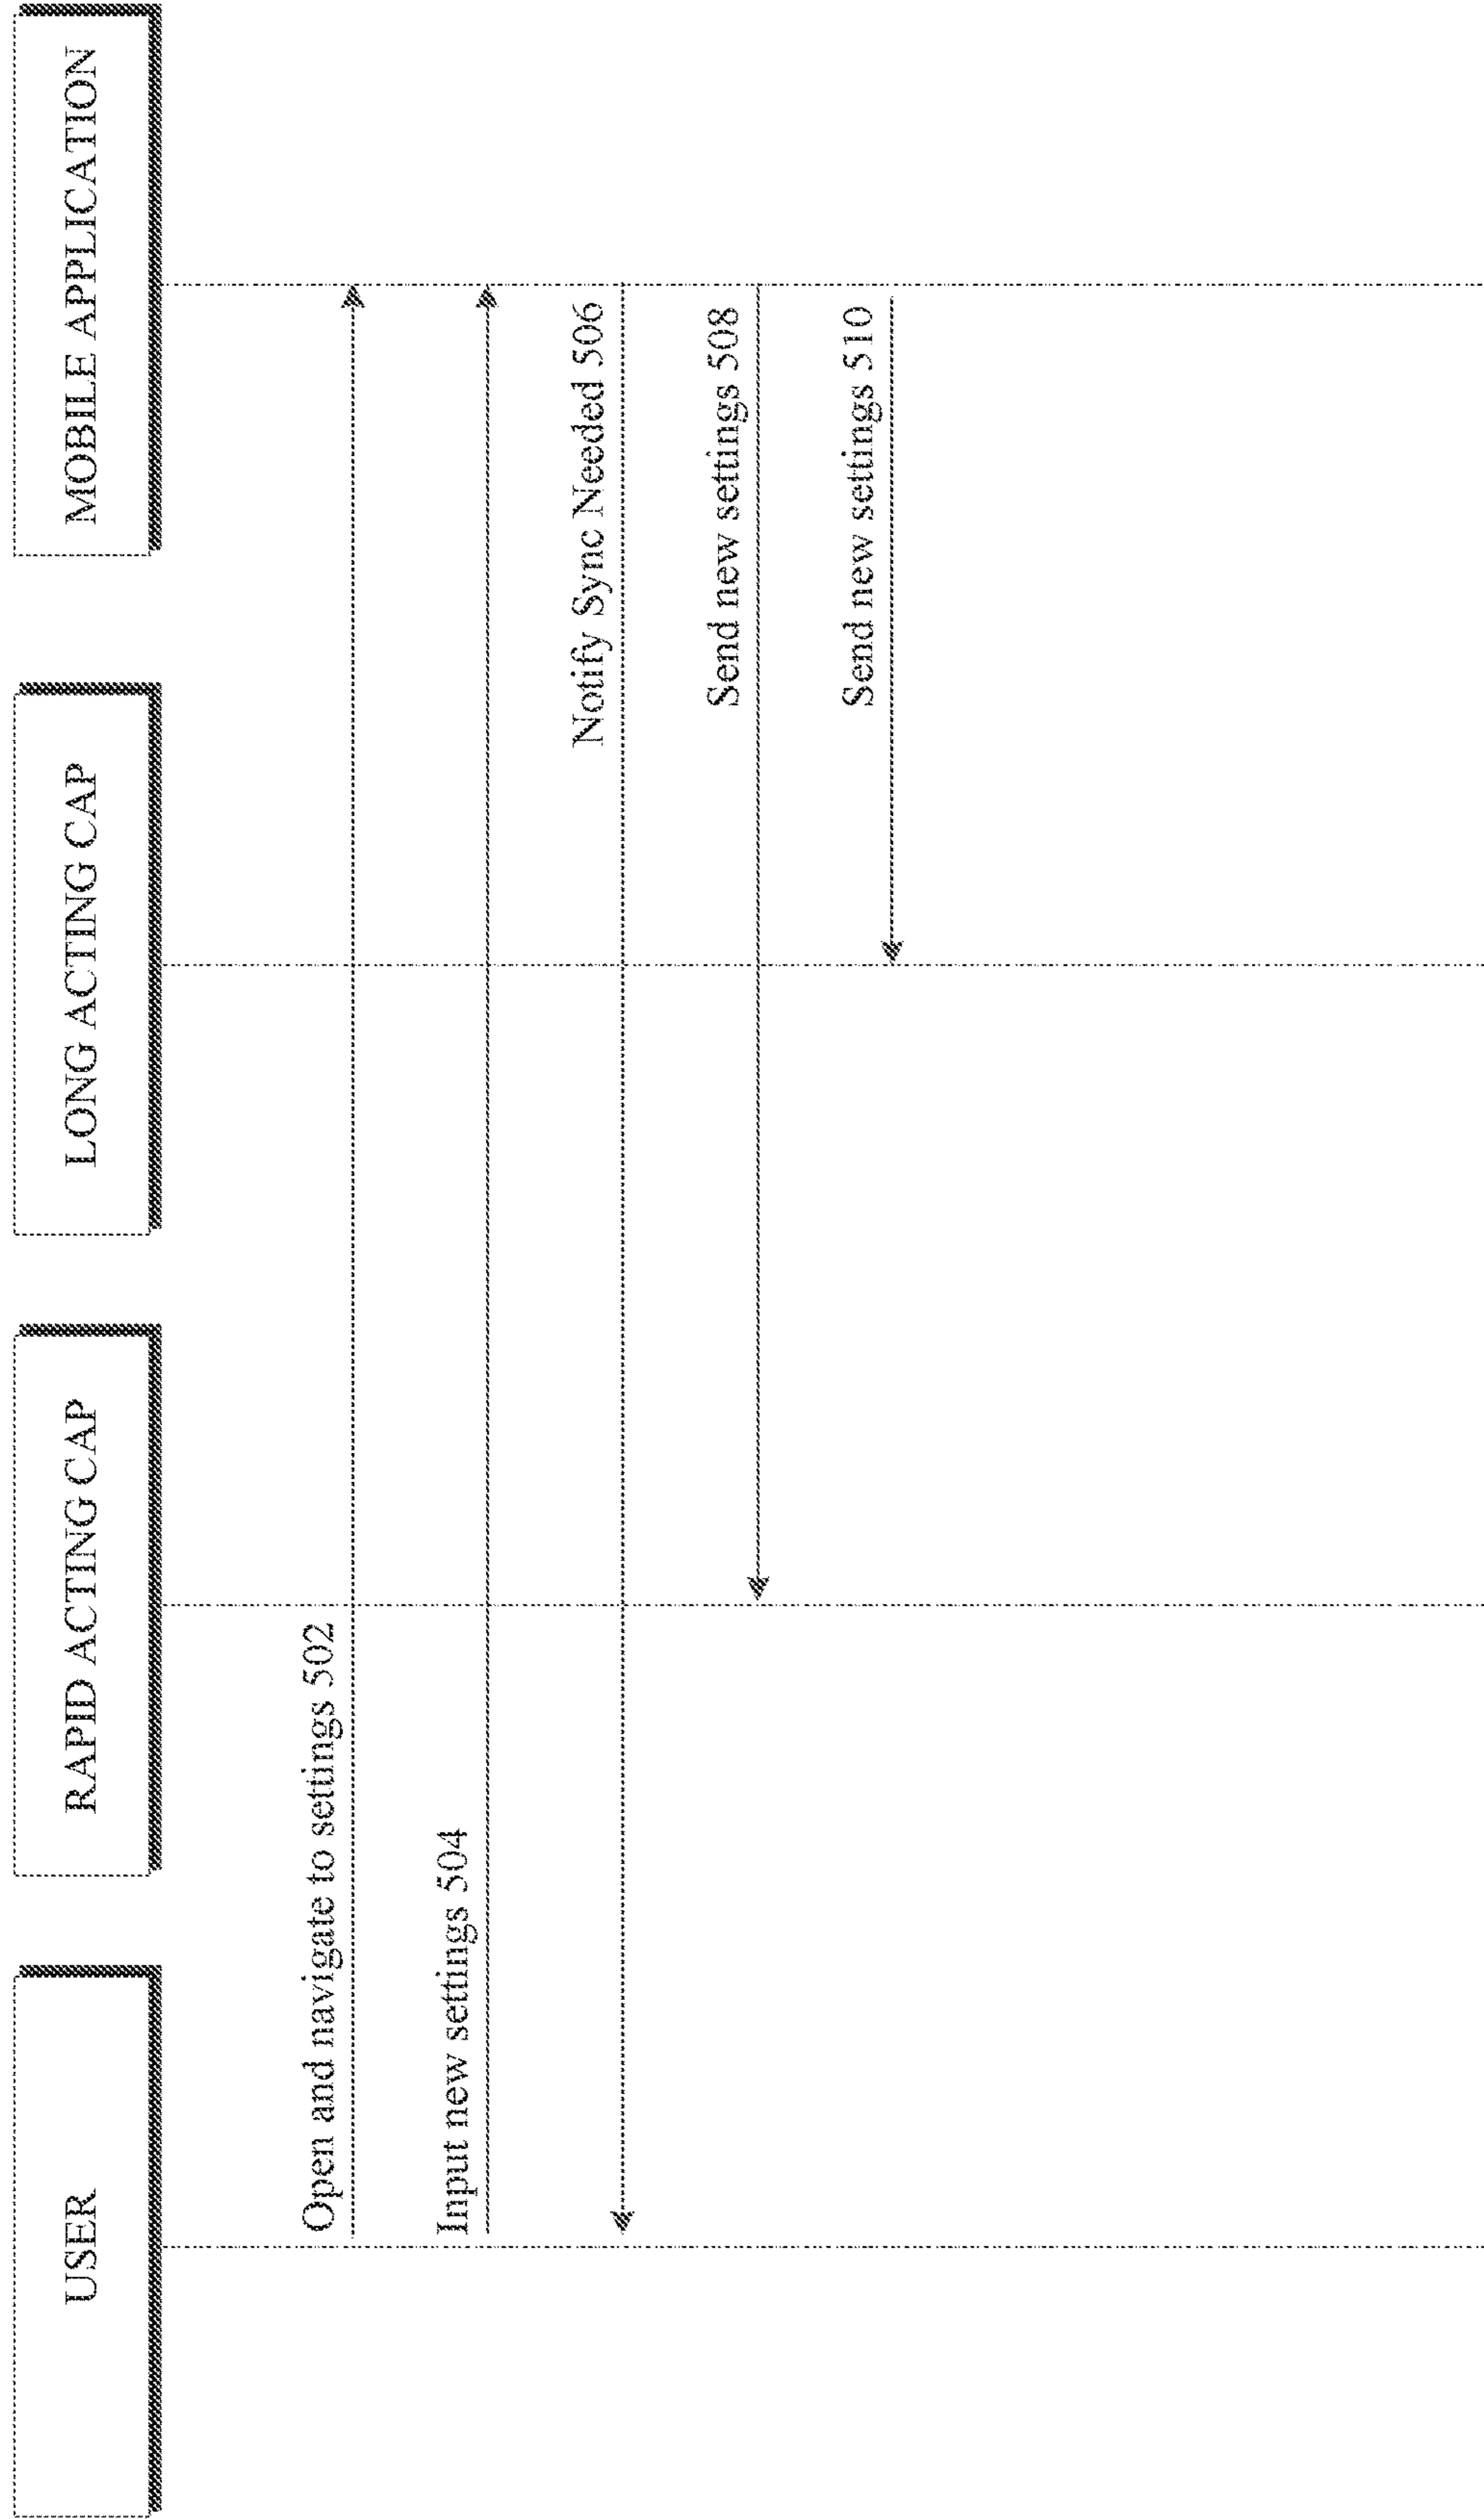 USER
RAPID ACTING CAP
LONG ACTING CAP
MOBILE APPLICATION
Open and navigate to settings 502
Input new settings 504
Notify Sync Needed 506
Send new settings 508
Send new settings 510